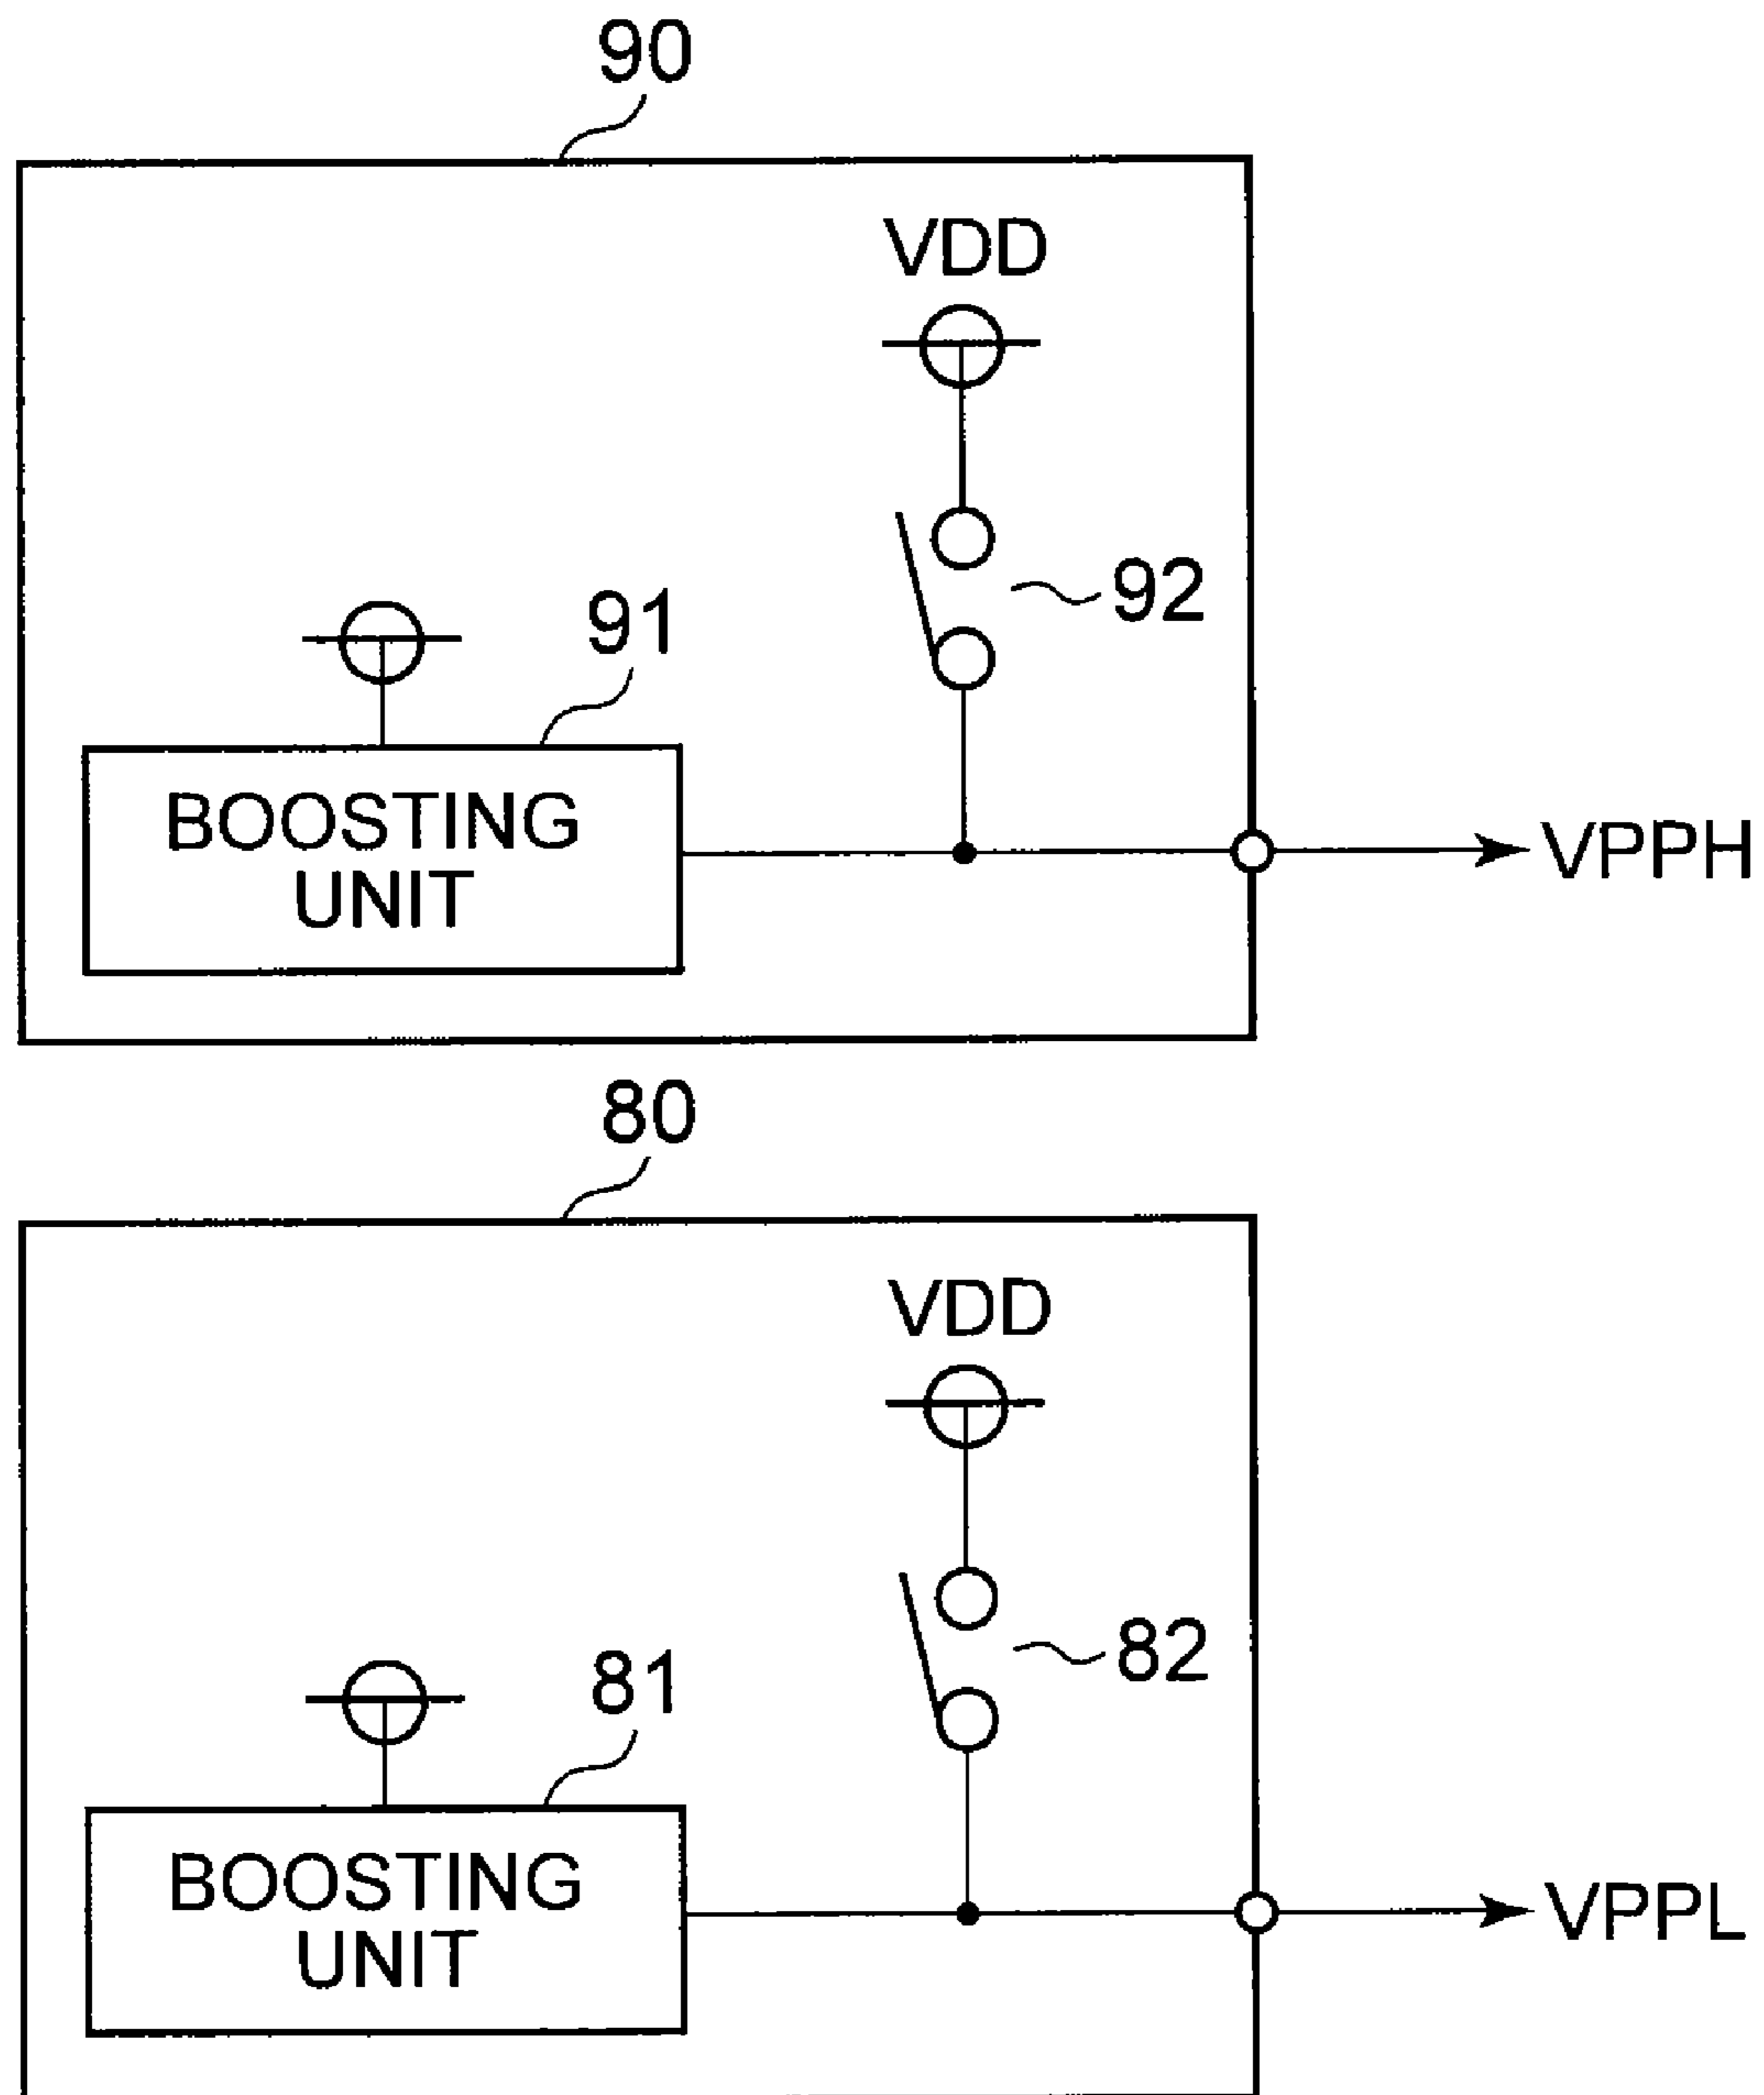 90
VDD
92
91
BOOSTING
UNIT
VPPH
80
VDD
82
81
BOOSTING
UNIT
VPPL